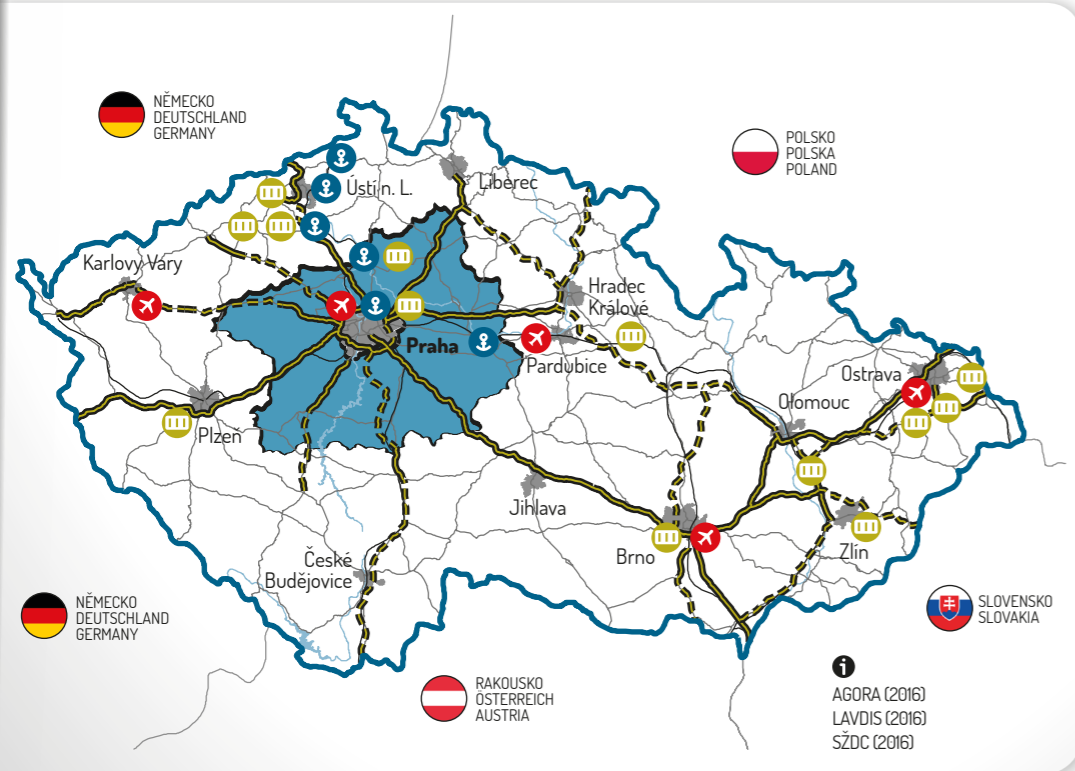 NĚMECKO
DEUTSCHLAND
GERMANY
POLSKO
POLSKA
POLAND
Ústí n. L.
Liberec
Karlovy Váry
Hradec
Králové
Praha
Pardubice
Ostrava
Olomouc
Plzeň
Jihlava
Brno
Zlín
České
Budějovice
NĚMECKO
DEUTSCHLAND
GERMANY
SLOVENSKO
SLOVAKIA
RAKOUSKO
ÖSTERREICH
AUSTRIA
i
AGORA (2016)
LAVDIS (2016)
SŽDC (2016)